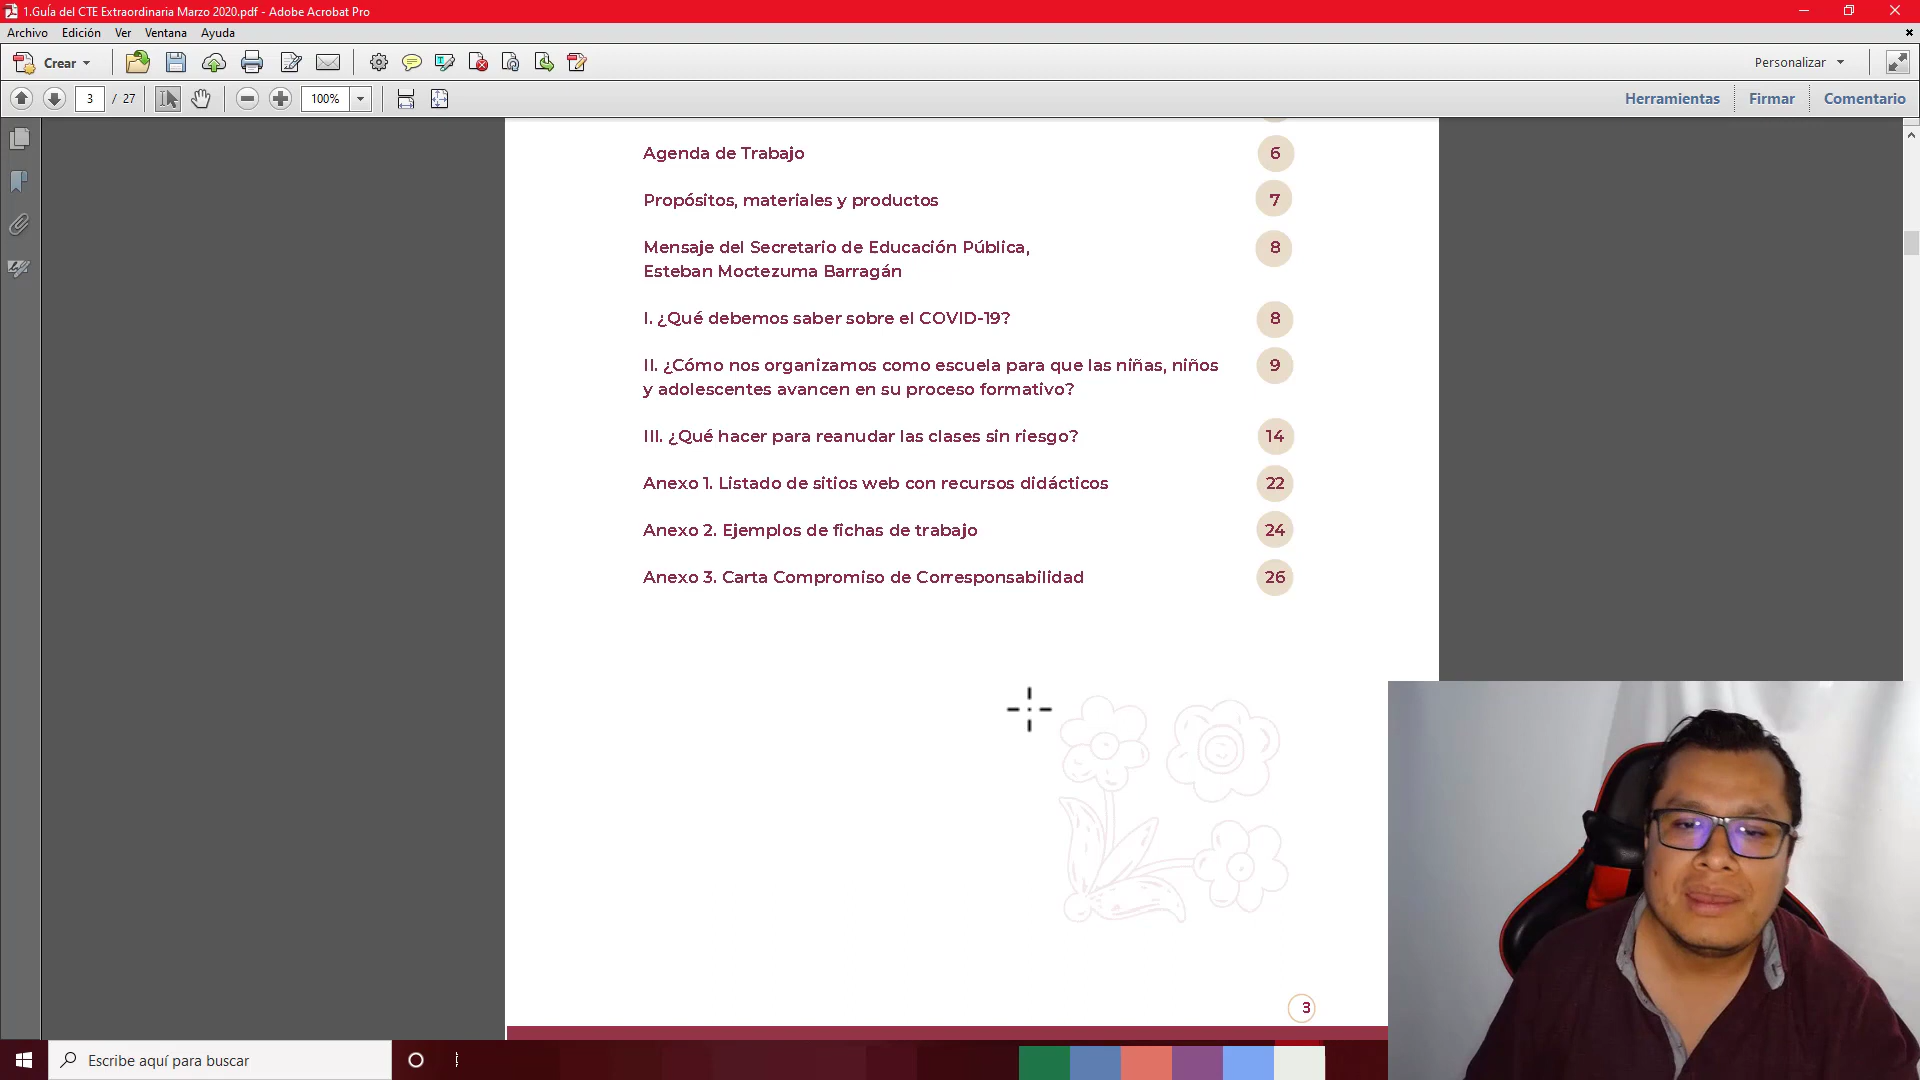 1.Guía del CTE Extraordinaria Marzo 2020.pdf - Adobe Acrobat Pro
Archivo Edición Ver Ventana Ayuda
Crear Personalizar
3 / 27 100% Herramientas Firmar Comentario
Agenda de Trabajo 6
Propósitos, materiales y productos 7
Mensaje del Secretario de Educación Pública, 8
Esteban Moctezuma Barragán
I. ¿Qué debemos saber sobre el COVID-19? 8
II. ¿Cómo nos organizamos como escuela para que las niñas, niños 9
y adolescentes avancen en su proceso formativo?
III. ¿Qué hacer para reanudar las clases sin riesgo? 14
Anexo 1. Listado de sitios web con recursos didácticos 22
Anexo 2. Ejemplos de fichas de trabajo 24
Anexo 3. Carta Compromiso de Corresponsabilidad 26
3
Escribe aquí para buscar